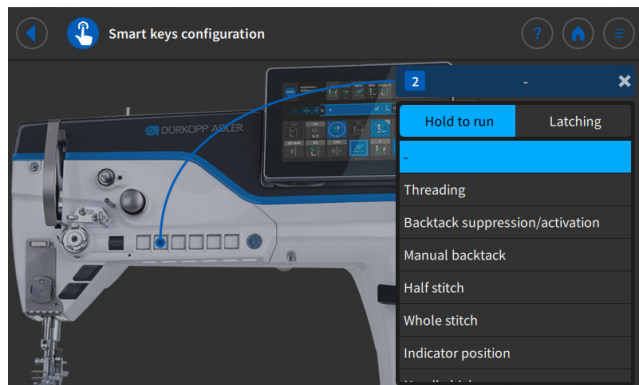 Smart keys configuration
?
DÜRKOPP ADLER
2 - ×
Hold to run Latching
-
Threading
Backtack suppression/activation
Manual backtack
Half stitch
Whole stitch
Indicator position